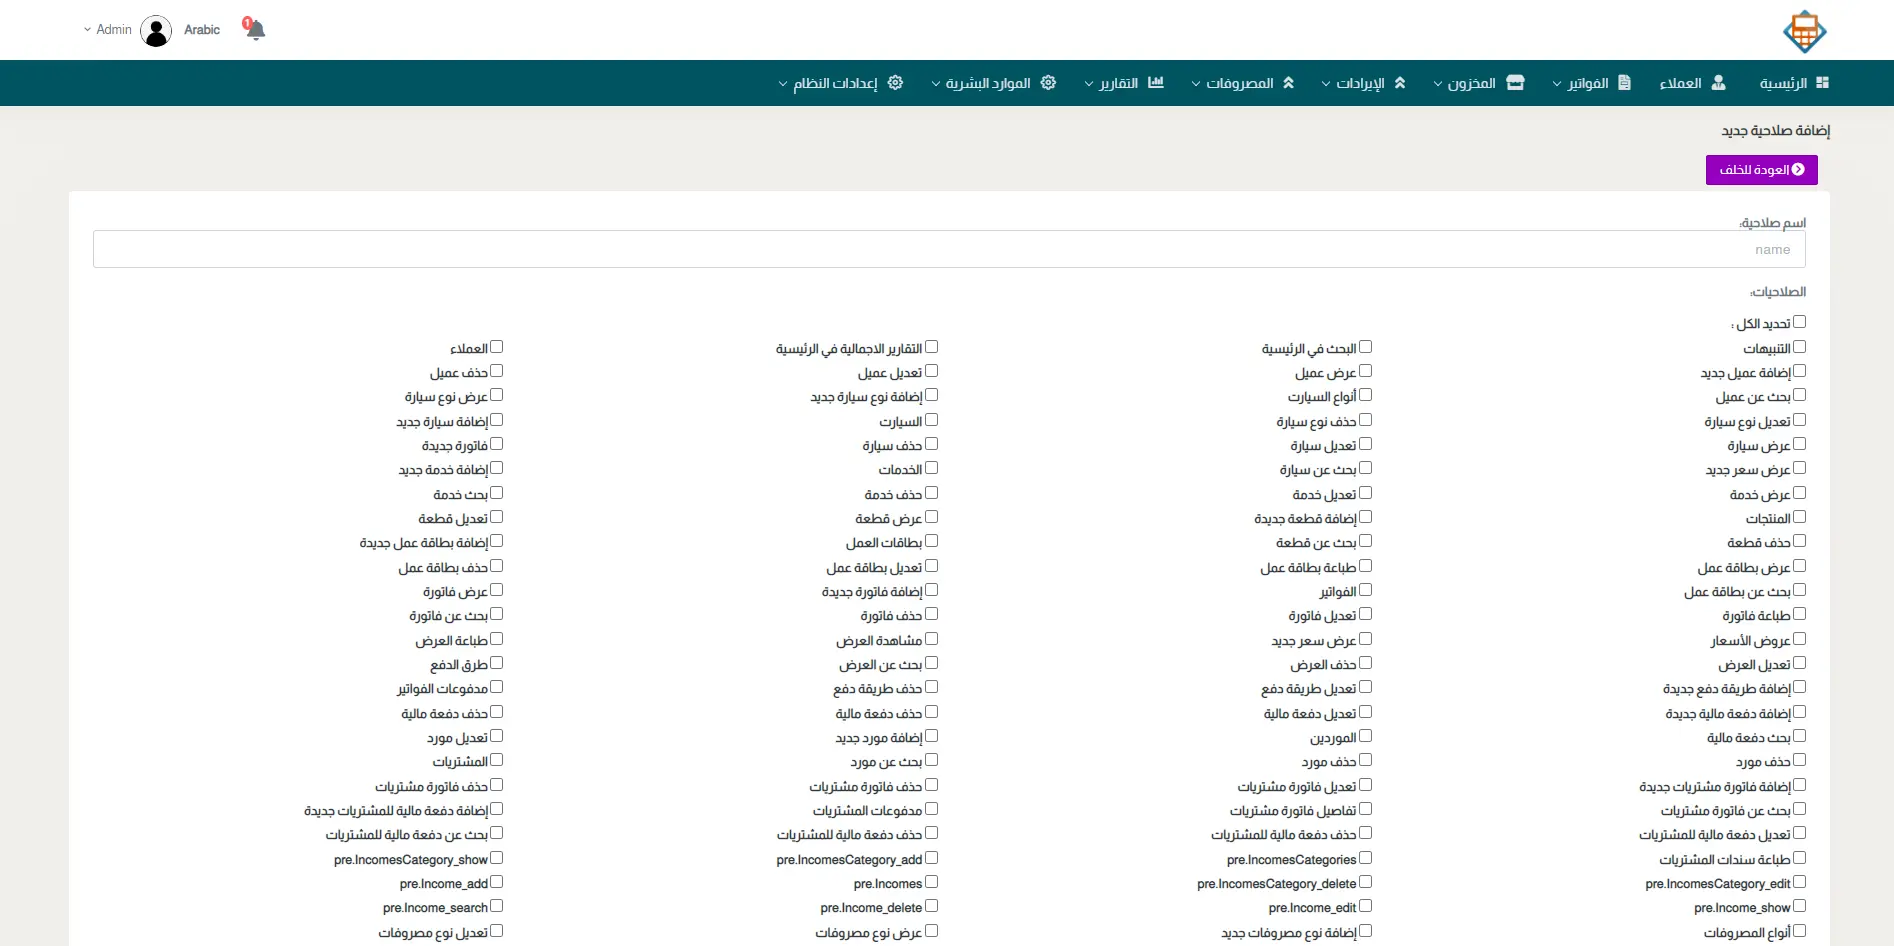 Arabic
Admin
1
الرئيسية
العملاء
الفواتير
المخزون
الإيرادات
المصروفات
التقارير
الموارد البشرية
إعدادات النظام
إضافة صلاحية جديد
العودة للخلف
اسم صلاحية:
name
الصلاحيات:
تحديد الكل :
التنبيهات البحث في الرئيسية التقارير الاجمالية في الرئيسية العملاء
إضافة عميل جديد عرض عميل تعديل عميل حذف عميل
بحث عن عميل أنواع السيارت إضافة نوع سيارة جديد عرض نوع سيارة
تعديل نوع سيارة حذف نوع سيارة السيارت إضافة سيارة جديد
عرض سيارة تعديل سيارة حذف سيارة فاتورة جديدة
عرض سعر جديد بحث عن سيارة الخدمات إضافة خدمة جديد
عرض خدمة تعديل خدمة حذف خدمة بحث خدمة
المنتجات إضافة قطعة جديدة عرض قطعة تعديل قطعة
حذف قطعة بحث عن قطعة بطاقات العمل إضافة بطاقة عمل جديدة
عرض بطاقة عمل طباعة بطاقة عمل تعديل بطاقة عمل حذف بطاقة عمل
بحث عن بطاقة عمل الفواتير إضافة فاتورة جديدة عرض فاتورة
طباعة فاتورة تعديل فاتورة حذف فاتورة بحث عن فاتورة
عروض الأسعار عرض سعر جديد مشاهدة العرض طباعة العرض
تعديل العرض حذف العرض بحث عن العرض طرق الدفع
إضافة طريقة دفع جديدة تعديل طريقة دفع حذف طريقة دفع مدفوعات الفواتير
إضافة دفعة مالية جديدة تعديل دفعة مالية حذف دفعة مالية حذف دفعة مالية
بحث دفعة مالية الموردين إضافة مورد جديد تعديل مورد
حذف مورد حذف مورد بحث عن مورد المشتريات
إضافة فاتورة مشتريات جديدة تعديل فاتورة مشتريات حذف فاتورة مشتريات حذف فاتورة مشتريات
بحث عن فاتورة مشتريات تفاصيل فاتورة مشتريات مدفوعات المشتريات إضافة دفعة مالية للمشتريات جديدة
تعديل دفعة مالية للمشتريات حذف دفعة مالية للمشتريات حذف دفعة مالية للمشتريات بحث عن دفعة مالية للمشتريات
طباعة سندات المشتريات pre.IncomesCategories pre.IncomesCategory_add pre.IncomesCategory_show
pre.IncomesCategory_edit pre.IncomesCategory_delete pre.Incomes pre.Income_add
pre.Income_show pre.Income_edit pre.Income_delete pre.Income_search
أنواع المصروفات إضافة نوع مصروفات جديد عرض نوع مصروفات تعديل نوع مصروفات